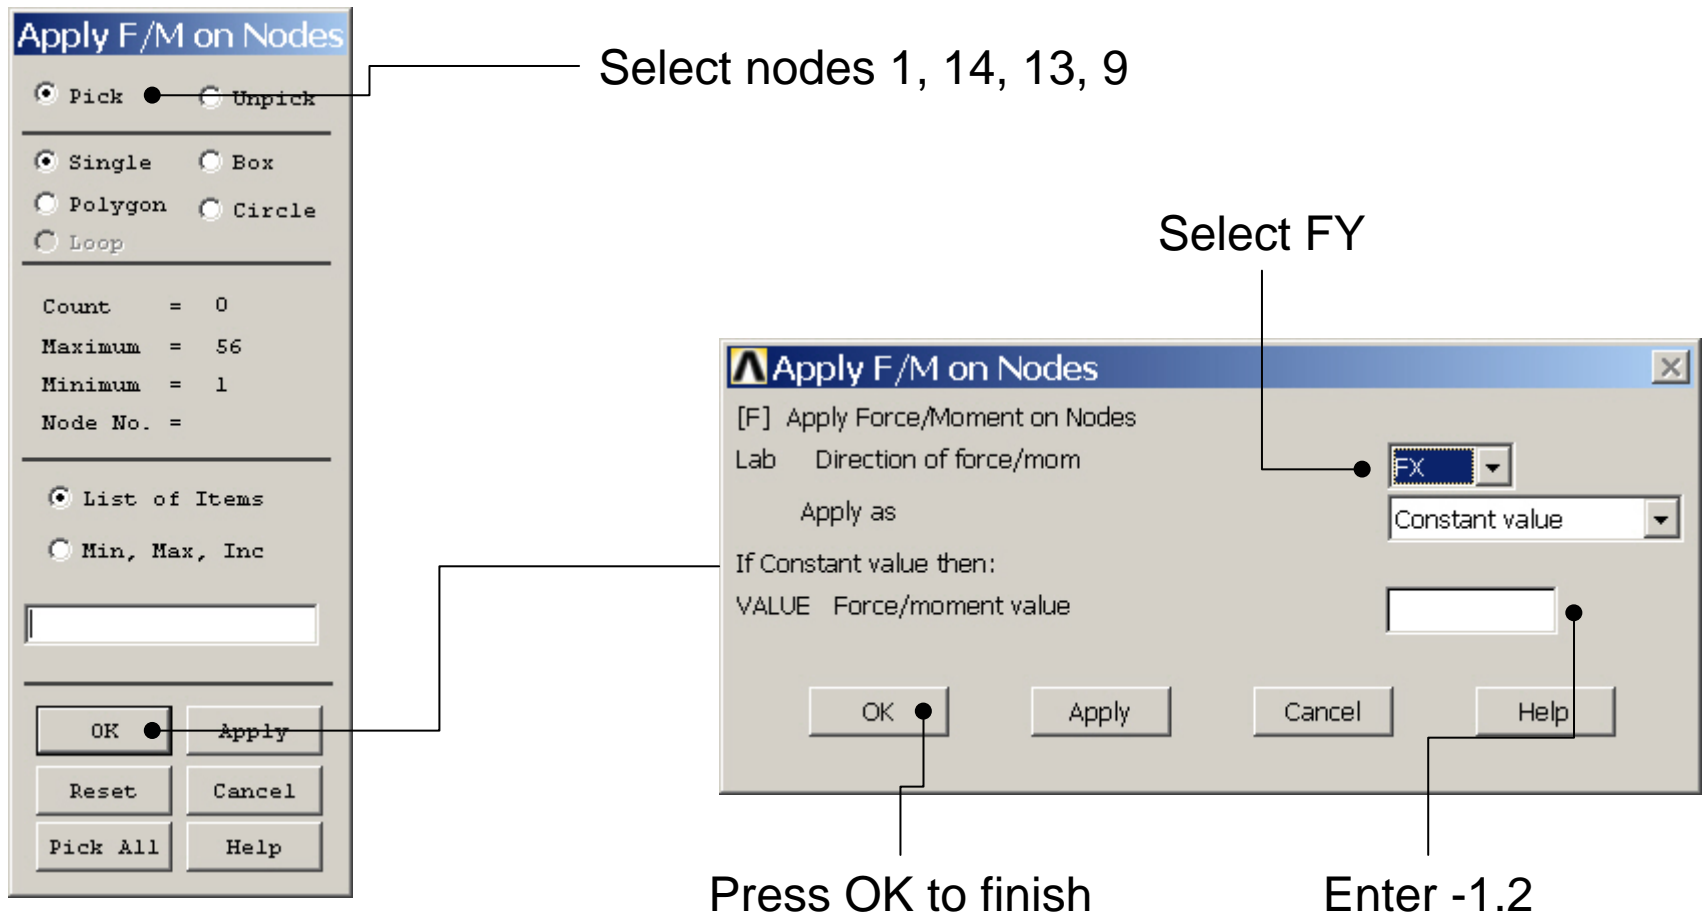 Apply F/M on Nodes
Pick Unpick
Single Box
Polygon Circle
Loop
Count = 0
Maximum = 56
Minimum = 1
Node No. =
List of Items
Min, Max, Inc
OK Apply
Reset Cancel
Pick All Help
Select nodes 1, 14, 13, 9
Select FY
Apply F/M on Nodes
[F] Apply Force/Moment on Nodes
Lab Direction of force/mom FX
Apply as Constant value
If Constant value then:
VALUE Force/moment value
OK Apply Cancel Help
Press OK to finish
Enter -1.2